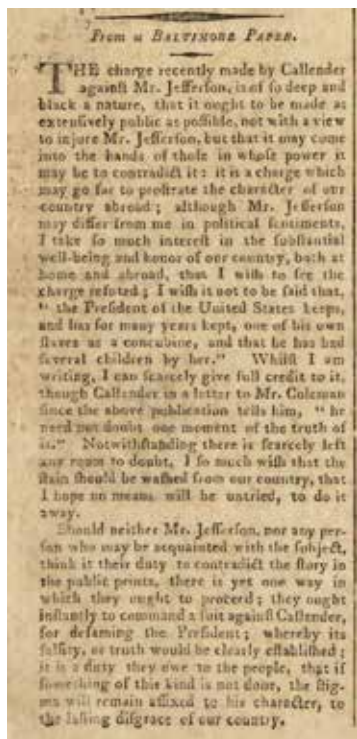 From a BALTIMORE PAPER.
THE charge recently made by Callender
againſt Mr. Jefferſon, is of ſo deep and
black a nature, that it ought to be made as
extenſively public as poſſible, not with a view
to injure Mr. Jefferſon, but that it may come
into the hands of thoſe in whoſe power it
may be to contradict it: it is a charge which
may go far to proſtrate the character of our
country abroad; although Mr. Jefferſon
may differ from me in political ſentiments,
I take ſo much intereſt in the ſubſtantial
well-being and honor of our country, both at
home and abroad, that I wiſh to ſee the
charge refuted; I wiſh it not to be ſaid that,
"the Preſident of the United States keeps,
and has for many years kept, one of his own
ſlaves as a concubine, and that he has had
ſeveral children by her." Whilſt I am
writing, I can ſcarcely give full credit to it,
though Callender in a letter to Mr. Coleman
ſince the above publication tells him, "he
need not doubt one moment of the truth of
it." Notwithſtanding there is ſcarcely left
any room to doubt, I ſo much wiſh that the
ſtain ſhould be waſhed from our country, that
I hope no means will be untried, to do it
away.
Should neither Mr. Jefferſon, nor any per-
ſon who may be acquainted with the ſubject,
think it their duty to contradict the ſtory in
the public prints, there is yet one way in
which they ought to proceed; they ought
inſtantly to command a ſuit againſt Callender,
for defaming the Preſident; whereby its
falſity, or truth would be clearly eſtabliſhed;
it is a duty they owe to the people, that if
ſomething of this kind is not done, the ſtig-
ma will remain affixed to his character, to
the laſting diſgrace of our country.